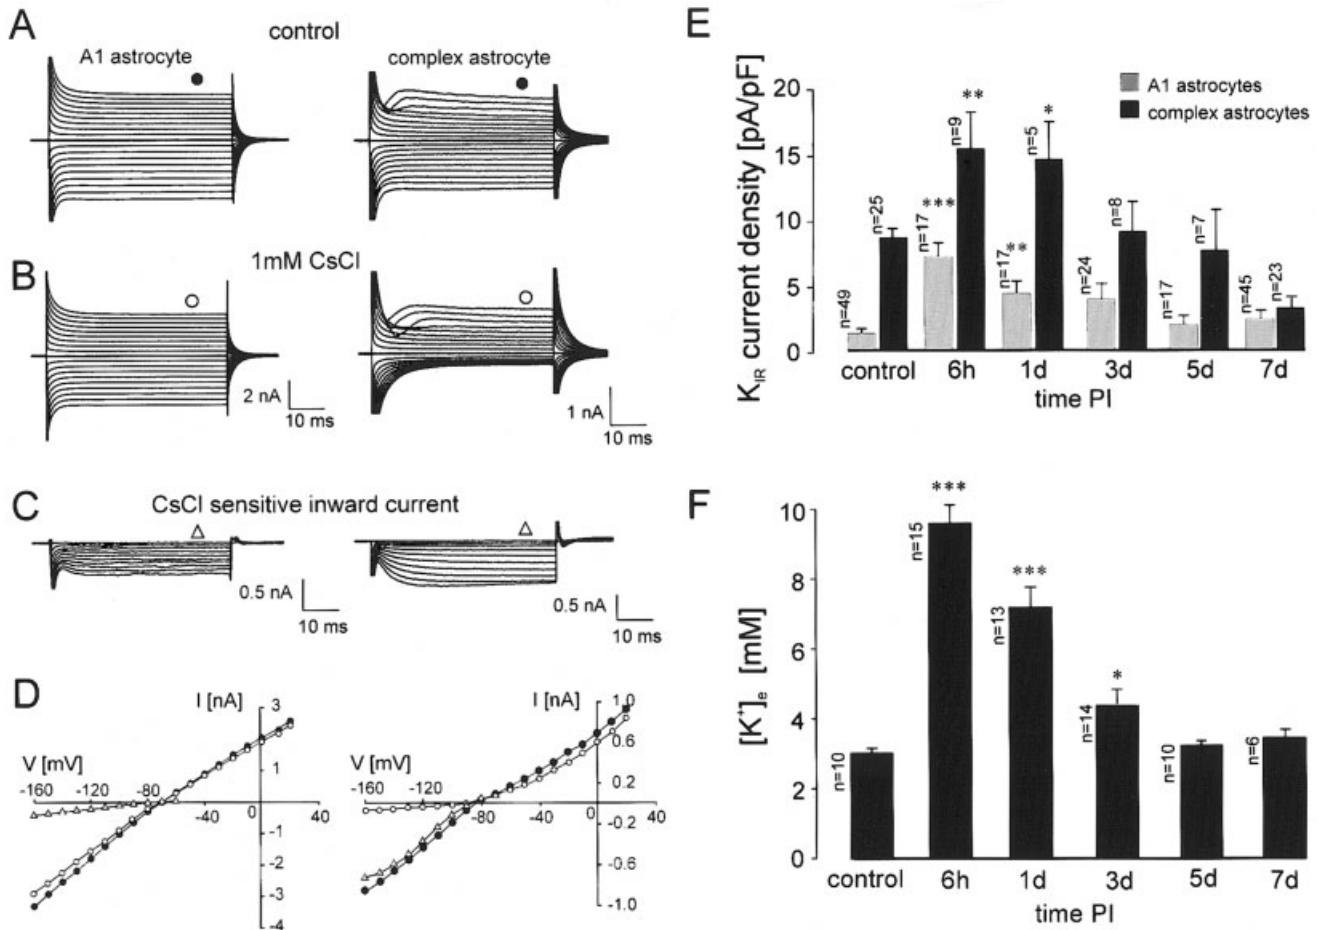 A
control
A1 astrocyte
complex astrocyte
B
1mM CsCl
2 nA
10 ms
1 nA
10 ms
C
CsCl sensitive inward current
0.5 nA
10 ms
0.5 nA
10 ms
D
I [nA]
3
1
-1
-2
-3
-4
V [mV]
-160
-120
-80
-40
0
40
I [nA]
1.0
0.6
0.2
-0.2
-0.6
-1.0
V [mV]
-160
-120
-80
-40
0
40
E
K_IR current density [pA/pF]
20
15
10
5
0
A1 astrocytes
complex astrocytes
n=49
n=25
n=17
***
n=9
**
n=17
**
n=5
*
n=24
n=8
n=17
n=7
n=45
n=23
control 6h 1d 3d 5d 7d
time PI
F
[K+]e [mM]
10
8
6
4
2
0
n=10
n=15
***
n=13
***
n=14
*
n=10
n=6
control 6h 1d 3d 5d 7d
time PI